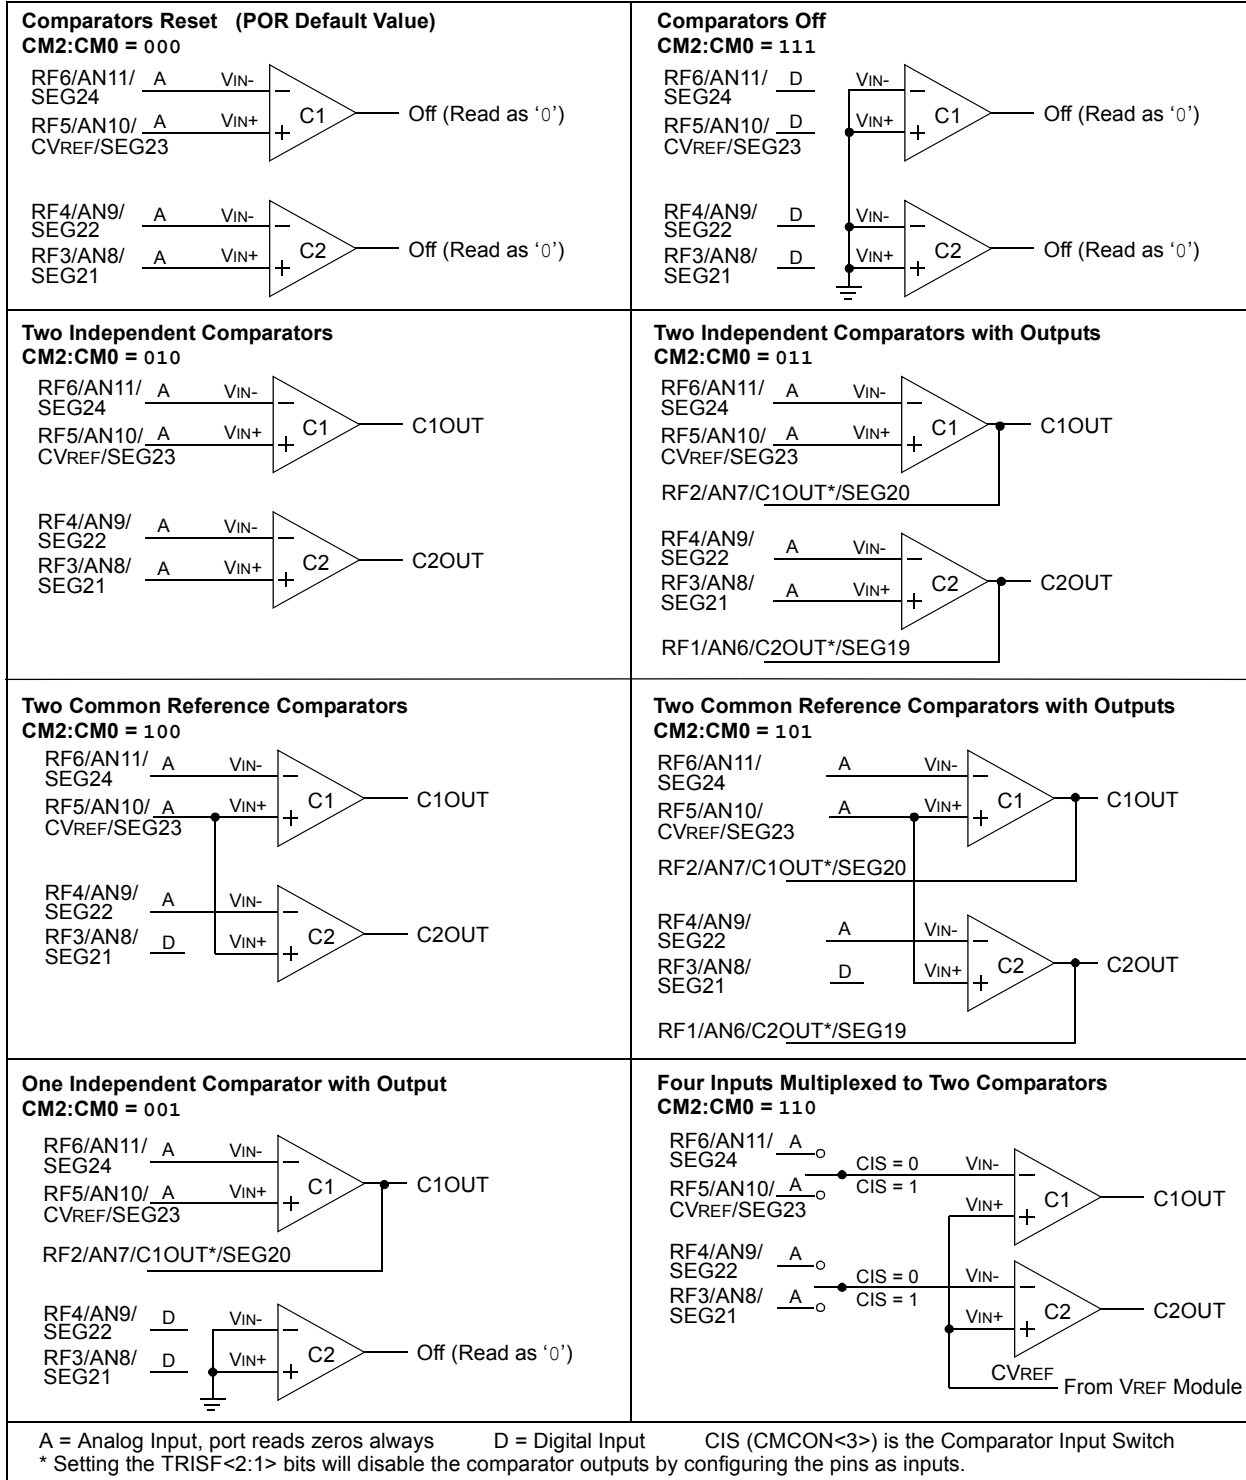 Comparators Reset (POR Default Value)
CM2:CM0 = 000
RF6/AN11/ A VIN-
SEG24
RF5/AN10/ A VIN+
CVREF/SEG23
C1
Off (Read as ‘0’)
RF4/AN9/ A VIN-
SEG22
RF3/AN8/ A VIN+
SEG21
C2
Off (Read as ‘0’)
Comparators Off
CM2:CM0 = 111
RF6/AN11/ D VIN-
SEG24
RF5/AN10/ D VIN+
CVREF/SEG23
C1
Off (Read as ‘0’)
RF4/AN9/ D VIN-
SEG22
RF3/AN8/ D VIN+
SEG21
C2
Off (Read as ‘0’)
Two Independent Comparators
CM2:CM0 = 010
RF6/AN11/ A VIN-
SEG24
RF5/AN10/ A VIN+
CVREF/SEG23
C1
C1OUT
RF4/AN9/ A VIN-
SEG22
RF3/AN8/ A VIN+
SEG21
C2
C2OUT
Two Independent Comparators with Outputs
CM2:CM0 = 011
RF6/AN11/ A VIN-
SEG24
RF5/AN10/ A VIN+
CVREF/SEG23
C1
C1OUT
RF2/AN7/C1OUT*/SEG20
RF4/AN9/ A VIN-
SEG22
RF3/AN8/ A VIN+
SEG21
C2
C2OUT
RF1/AN6/C2OUT*/SEG19
Two Common Reference Comparators
CM2:CM0 = 100
RF6/AN11/ A VIN-
SEG24
RF5/AN10/ A VIN+
CVREF/SEG23
C1
C1OUT
RF4/AN9/ A VIN-
SEG22
RF3/AN8/ D VIN+
SEG21
C2
C2OUT
Two Common Reference Comparators with Outputs
CM2:CM0 = 101
RF6/AN11/ A VIN-
SEG24
RF5/AN10/ A VIN+
CVREF/SEG23
C1
C1OUT
RF2/AN7/C1OUT*/SEG20
RF4/AN9/ A VIN-
SEG22
RF3/AN8/ D VIN+
SEG21
C2
C2OUT
RF1/AN6/C2OUT*/SEG19
One Independent Comparator with Output
CM2:CM0 = 001
RF6/AN11/ A VIN-
SEG24
RF5/AN10/ A VIN+
CVREF/SEG23
C1
C1OUT
RF2/AN7/C1OUT*/SEG20
RF4/AN9/ D VIN-
SEG22
RF3/AN8/ D VIN+
SEG21
C2
Off (Read as ‘0’)
Four Inputs Multiplexed to Two Comparators
CM2:CM0 = 110
RF6/AN11/ A
SEG24
CIS = 0 VIN-
RF5/AN10/ A CIS = 1
CVREF/SEG23
VIN+
C1
C1OUT
RF4/AN9/ A
SEG22
CIS = 0 VIN-
RF3/AN8/ A CIS = 1
SEG21
VIN+
C2
C2OUT
CVREF
From VREF Module
A = Analog Input, port reads zeros always D = Digital Input CIS (CMCON<3>) is the Comparator Input Switch
* Setting the TRISF<2:1> bits will disable the comparator outputs by configuring the pins as inputs.